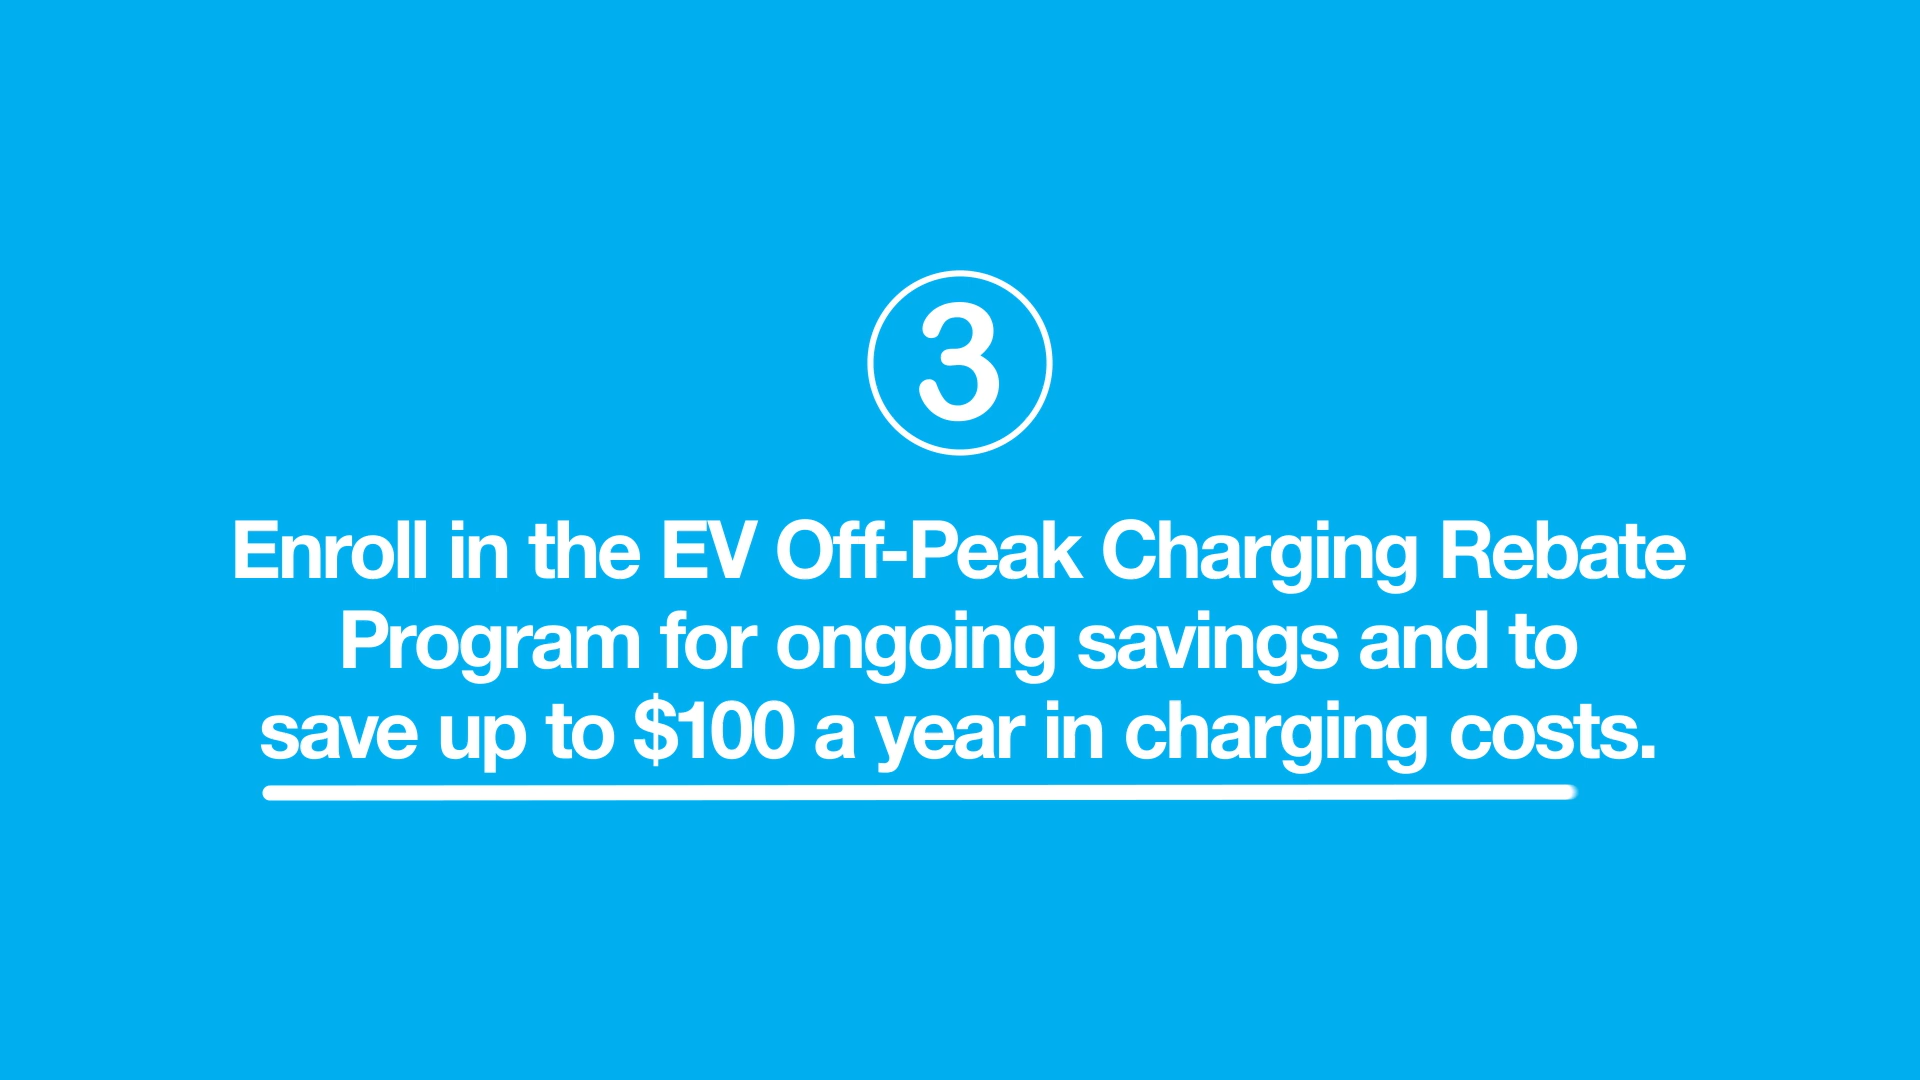 3
Enroll in the EV Off-Peak Charging Rebate
Program for ongoing savings and to
save up to $100 a year in charging costs.